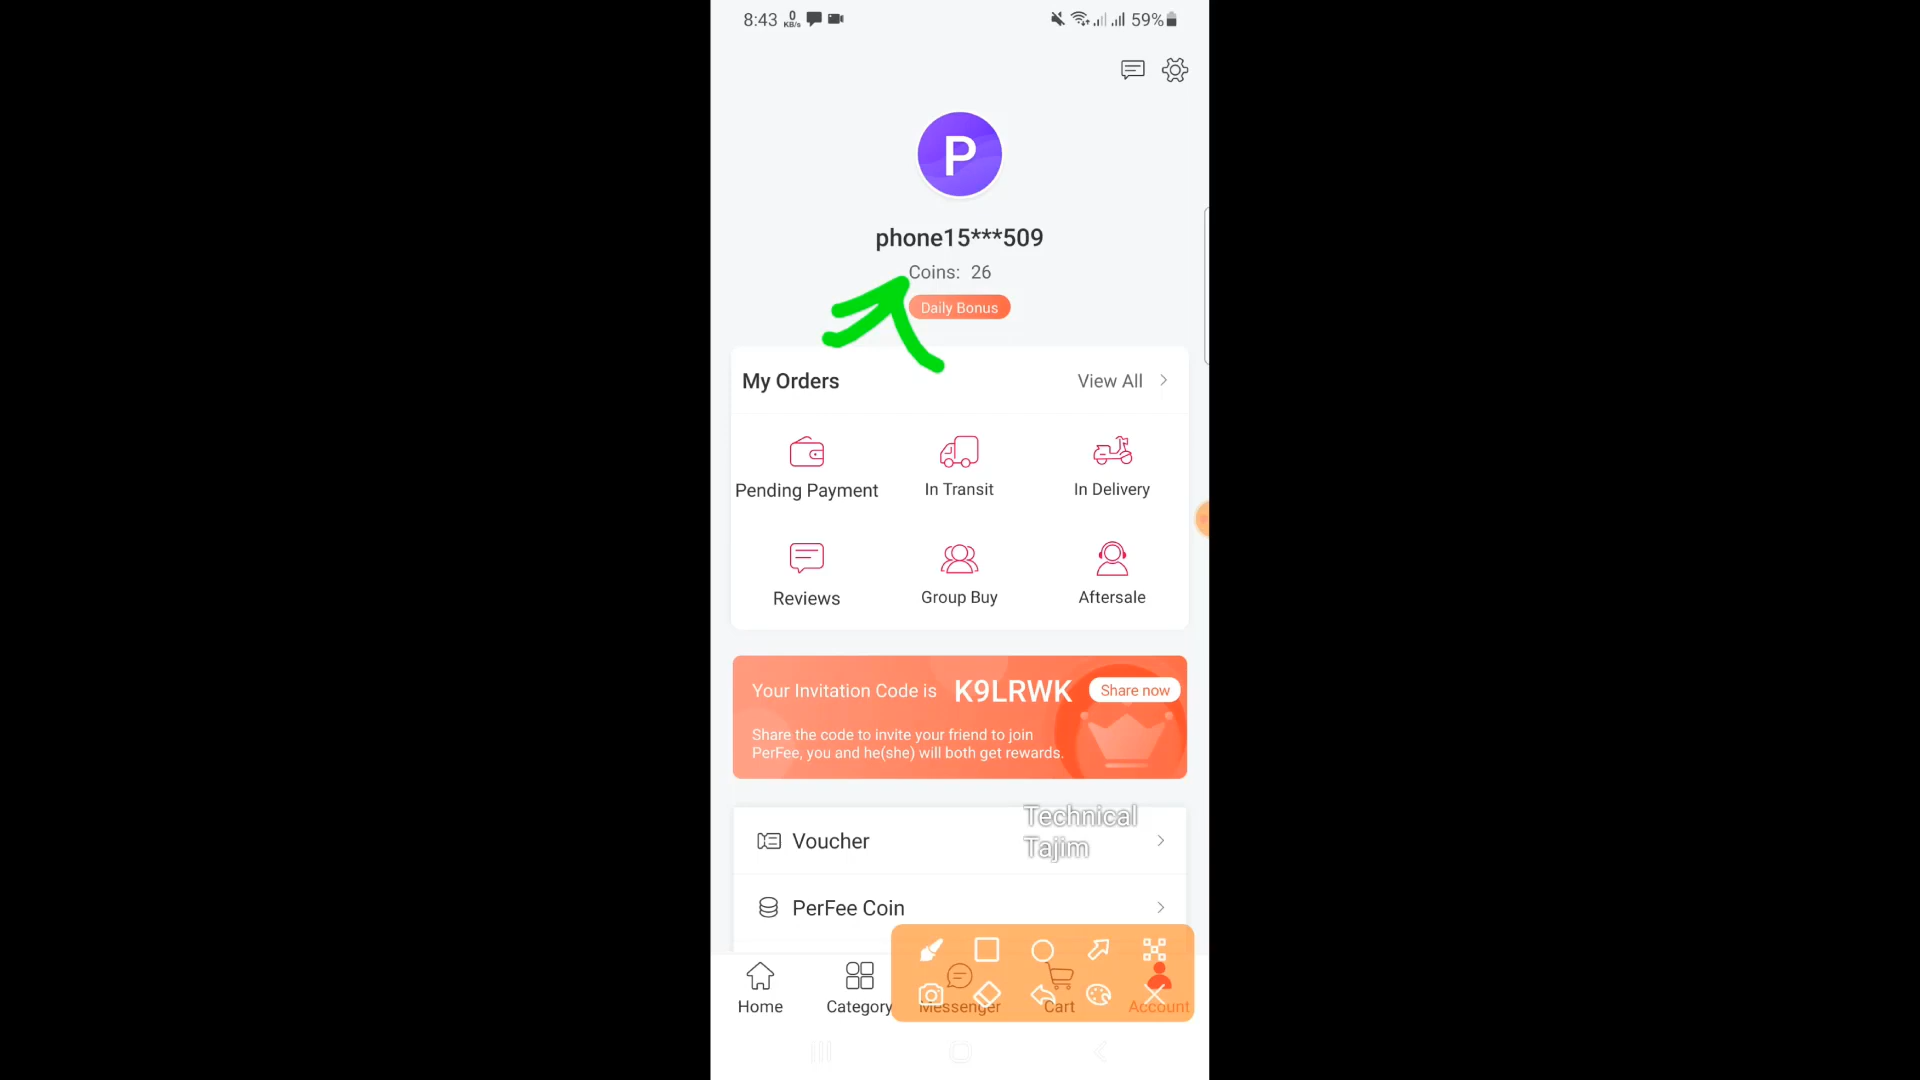 8:43 0 KB/s 59%
P
phone15***509
Coins: 26
Daily Bonus
My Orders View All
Pending Payment In Transit In Delivery
Reviews Group Buy Aftersale
Your Invitation Code is K9LRWK Share now
Share the code to invite your friend to join
PerFee, you and he(she) will both get rewards.
Technical
Tajim
Voucher
PerFee Coin
Home Category Messenger Cart Account